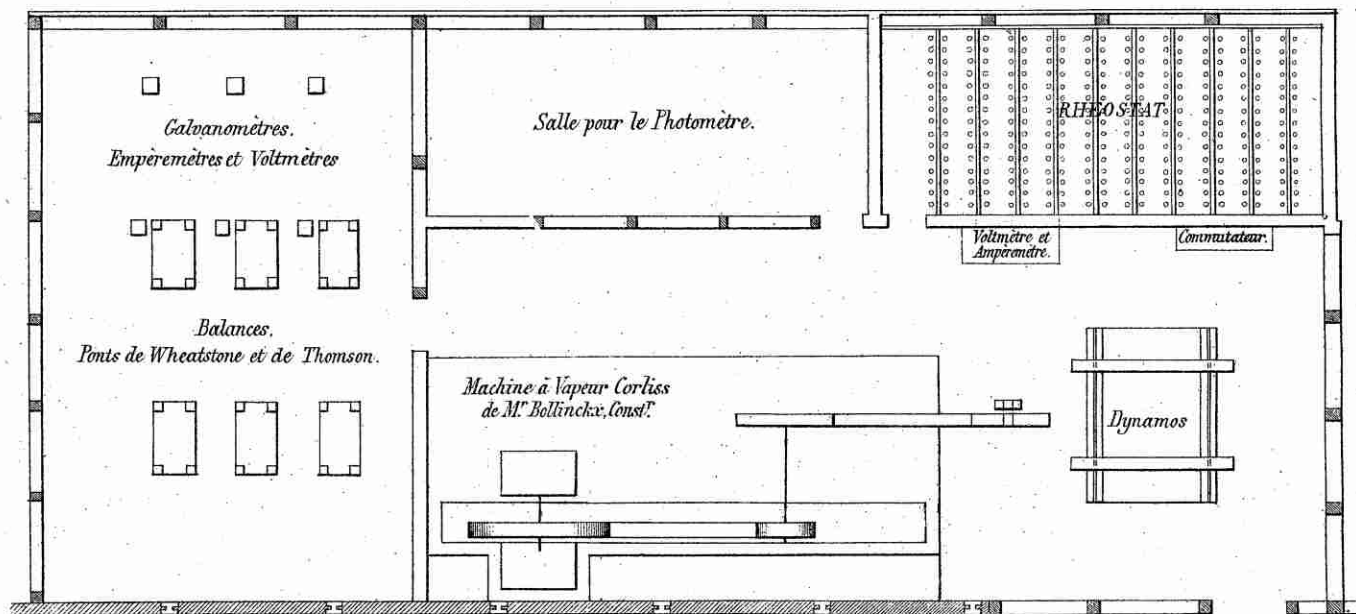 Galvanomètres.
Empèremètres et Voltmètres
Salle pour le Photomètre.
RHEOSTAT
Voltmètre et
Ampèremètre.
Commutateur.
Balances.
Ponts de Wheatstone et de Thomson.
Machine à Vapeur Corliss
de Mr. Bollinckx, Constr.
Dynamos